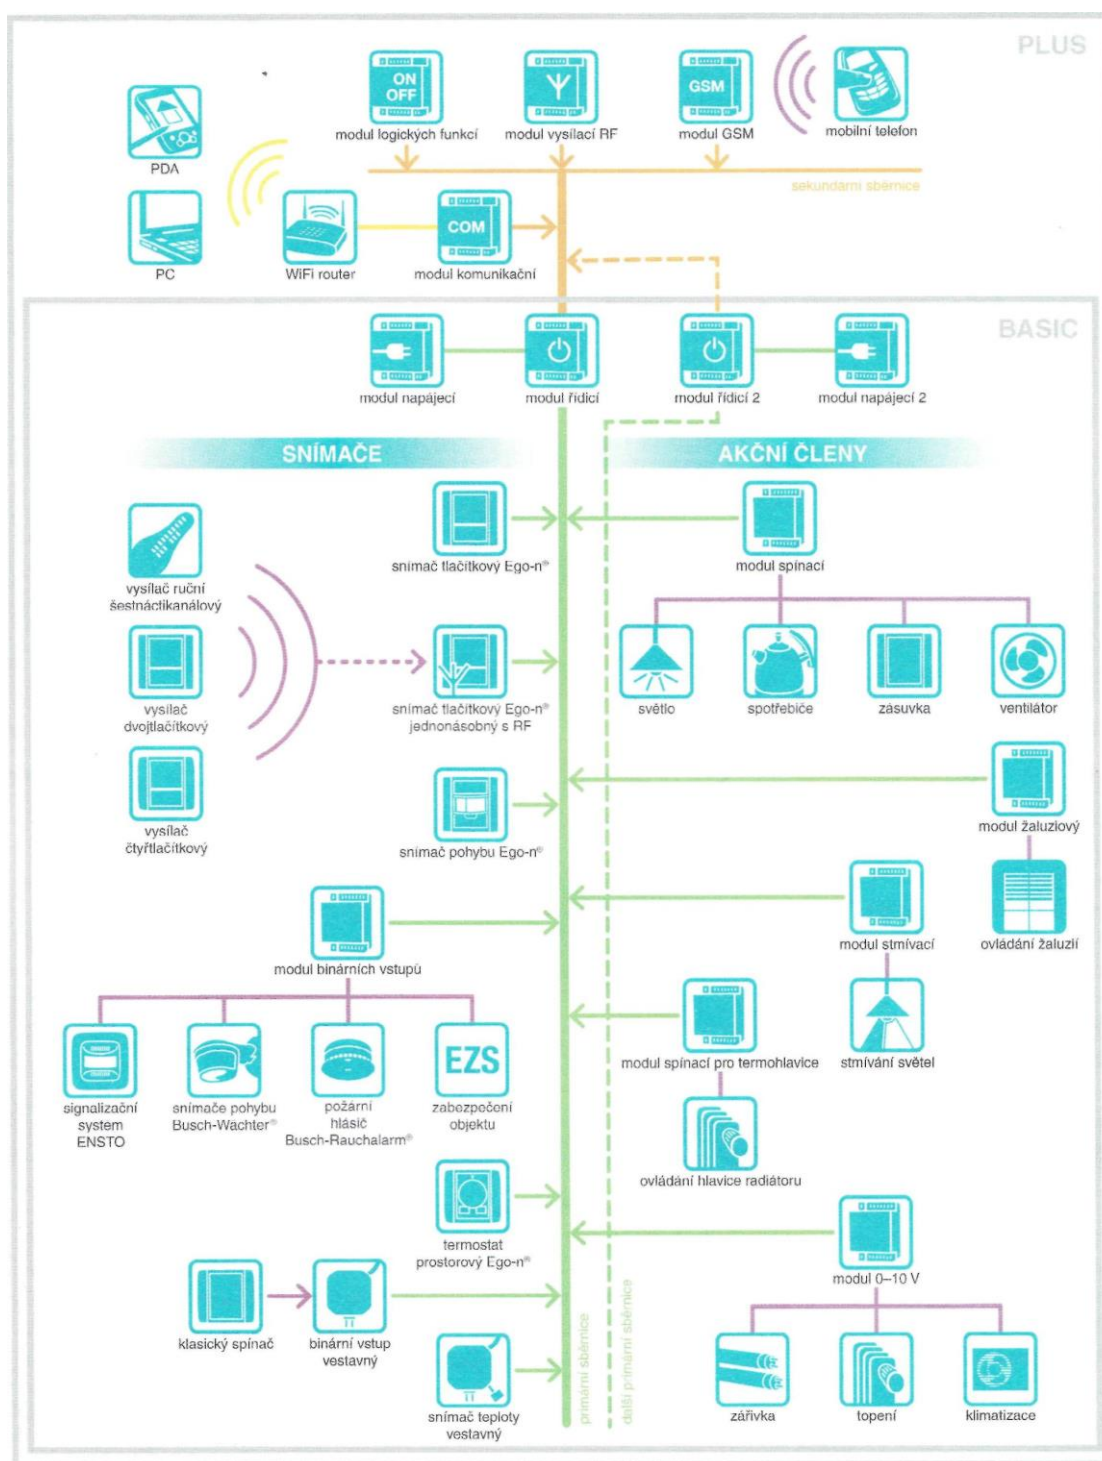 PLUS
ON
OFF
GSM
modul logických funkcí
modul vysílací RF
modul GSM
mobilní telefon
PDA
sekundární sběrnice
COM
PC
WiFi router
modul komunikační
BASIC
modul napájecí
modul řídicí
modul řídicí 2
modul napájecí 2
SNÍMAČE
AKČNÍ ČLENY
snímač tlačítkový Ego-n®
modul spínací
vysílač ruční
šestnáctikanálový
vysílač
dvojtlačítkový
snímač tlačítkový Ego-n®
jednonásobný s RF
světlo
spotřebiče
zásuvka
ventilátor
vysílač
čtyřtlačítkový
snímač pohybu Ego-n®
modul žaluziový
modul binárních vstupů
modul stmívací
ovládání žaluzií
EZS
modul spínací pro termohlavice
stmívání světel
signalizační
system
ENSTO
snímače pohybu
Busch-Wächter®
požární
hlásič
Busch-Rauchalarm®
zabezpečení
objektu
ovládání hlavice radiátoru
termostat
prostorový Ego-n®
modul 0–10 V
klasický spínač
binární vstup
vestavný
snímač teploty
vestavný
primární sběrnice
další primární sběrnice
zářivka
topení
klimatizace